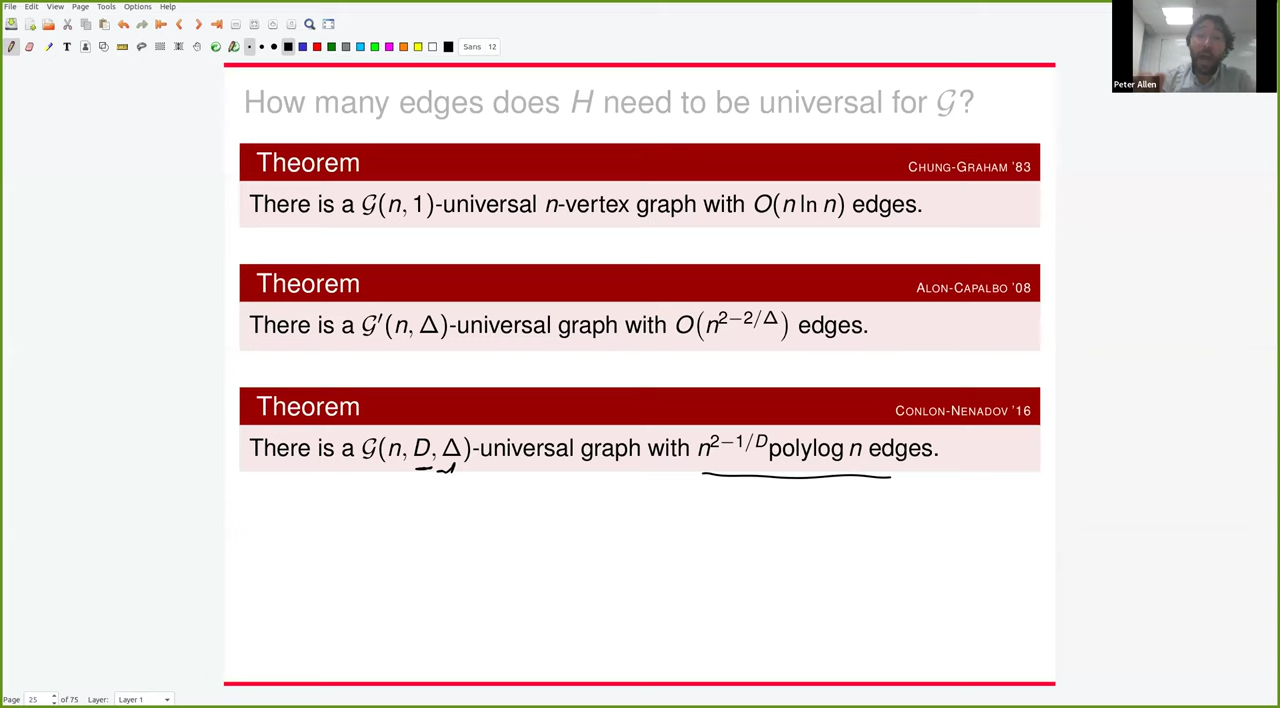 File Edit View Page Tools Options Help
Sans 12
Peter Allen
How many edges does H need to be universal for 𝒢?
Theorem CHUNG-GRAHAM '83
There is a 𝒢(n, 1)-universal n-vertex graph with O(n ln n) edges.
Theorem ALON-CAPALBO '08
There is a 𝒢′(n, Δ)-universal graph with O(n^{2−2/Δ}) edges.
Theorem CONLON-NENADOV '16
There is a 𝒢(n, D, Δ)-universal graph with n^{2−1/D}polylog n edges.
Page 25 of 75 Layer: Layer 1